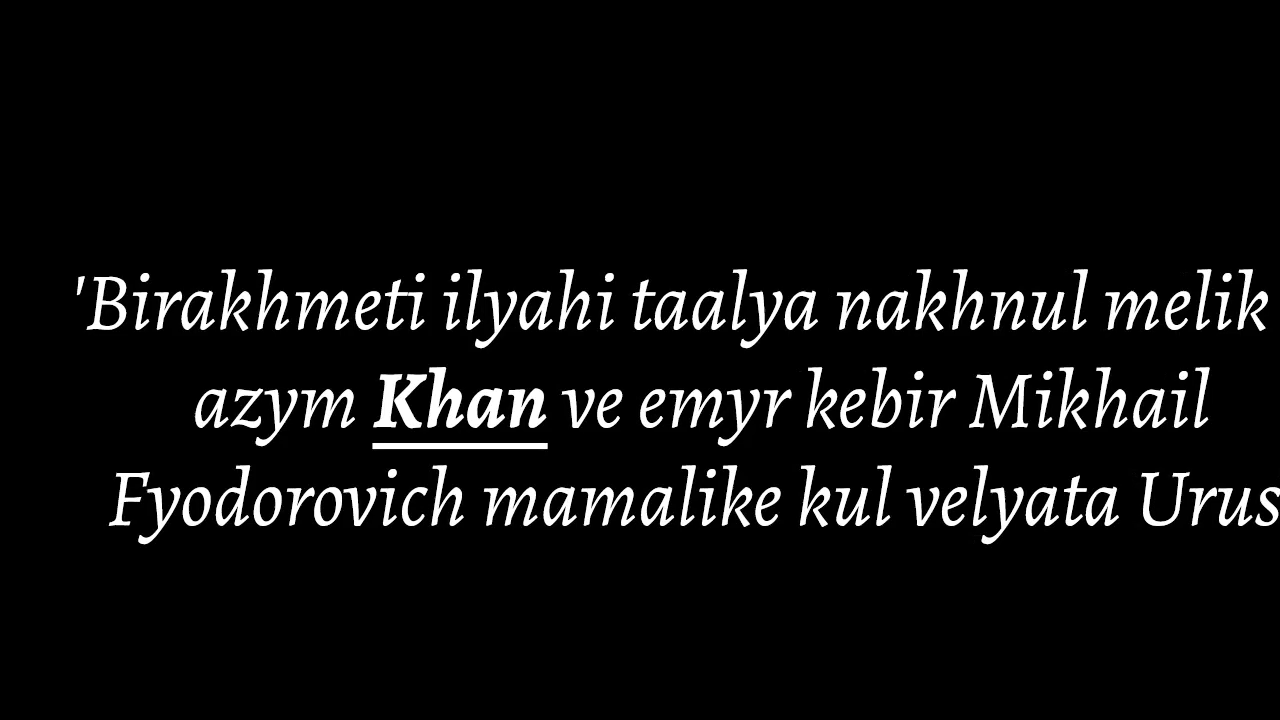 'Birakhmeti ilyahi taalya nakhnul melik
azym Khan ve emyr kebir Mikhail
Fyodorovich mamalike kul velyata Urus